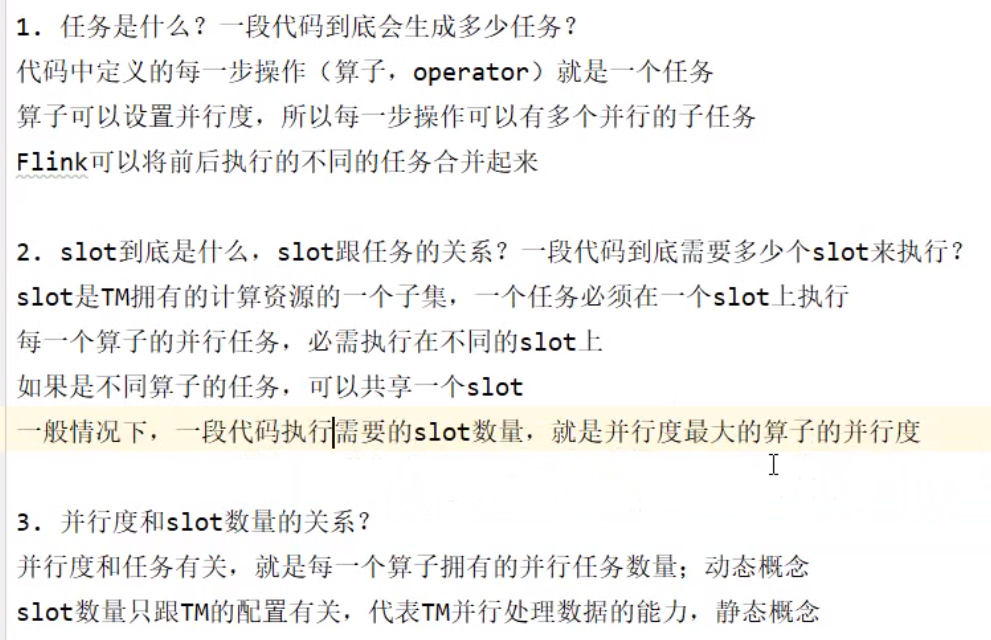 1. 任务是什么？一段代码到底会生成多少任务？
代码中定义的每一步操作（算子，operator）就是一个任务
算子可以设置并行度，所以每一步操作可以有多个并行的子任务
Flink可以将前后执行的不同的任务合并起来
2. slot到底是什么，slot跟任务的关系？一段代码到底需要多少个slot来执行？
slot是TM拥有的计算资源的一个子集，一个任务必须在一个slot上执行
每一个算子的并行任务，必需执行在不同的slot上
如果是不同算子的任务，可以共享一个slot
一般情况下，一段代码执行需要的slot数量，就是并行度最大的算子的并行度
3. 并行度和slot数量的关系？
并行度和任务有关，就是每一个算子拥有的并行任务数量；动态概念
slot数量只跟TM的配置有关，代表TM并行处理数据的能力，静态概念